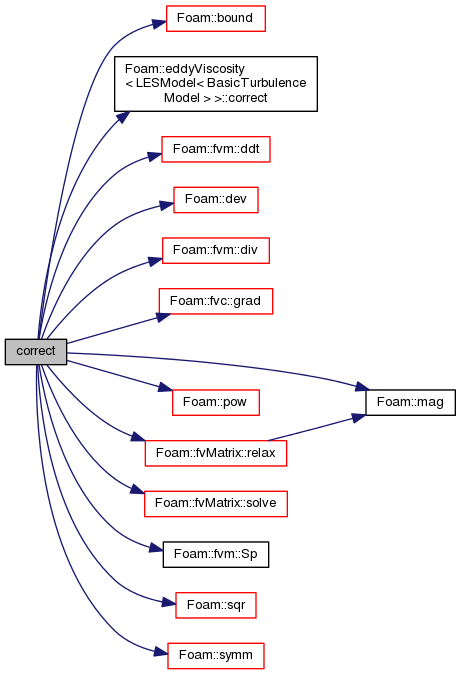 Foam::bound
Foam::eddyViscosity
< LESModel< BasicTurbulence
Model > >::correct
Foam::fvm::ddt
Foam::dev
Foam::fvm::div
Foam::fvc::grad
correct
Foam::pow
Foam::mag
Foam::fvMatrix::relax
Foam::fvMatrix::solve
Foam::fvm::Sp
Foam::sqr
Foam::symm